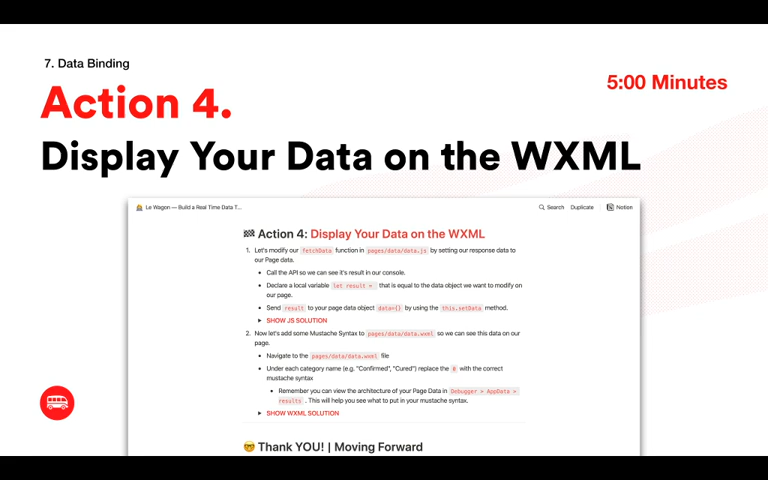 7. Data Binding
5:00 Minutes
Action 4.
Display Your Data on the WXML
Le Wagon — Build a Real Time Data T...
Search Duplicate Notion
Action 4: Display Your Data on the WXML
1. Let's modify our fetchData function in pages/data/data.js by setting our response data to
our Page data.
• Call the API so we can see it's result in our console.
• Declare a local variable let result = that is equal to the data object we want to modify on
our page.
• Send result to your page data object data={} by using the this.setData method.
SHOW JS SOLUTION
2. Now let's add some Mustache Syntax to pages/data/data.wxml so we can see this data on our
page.
• Navigate to the pages/data/data.wxml file
• Under each category name (e.g. "Confirmed", "Cured") replace the 0 with the correct
mustache syntax
• Remember you can view the architecture of your Page Data in Debugger > AppData >
results . This will help you see what to put in your mustache syntax.
SHOW WXML SOLUTION
Thank YOU! | Moving Forward